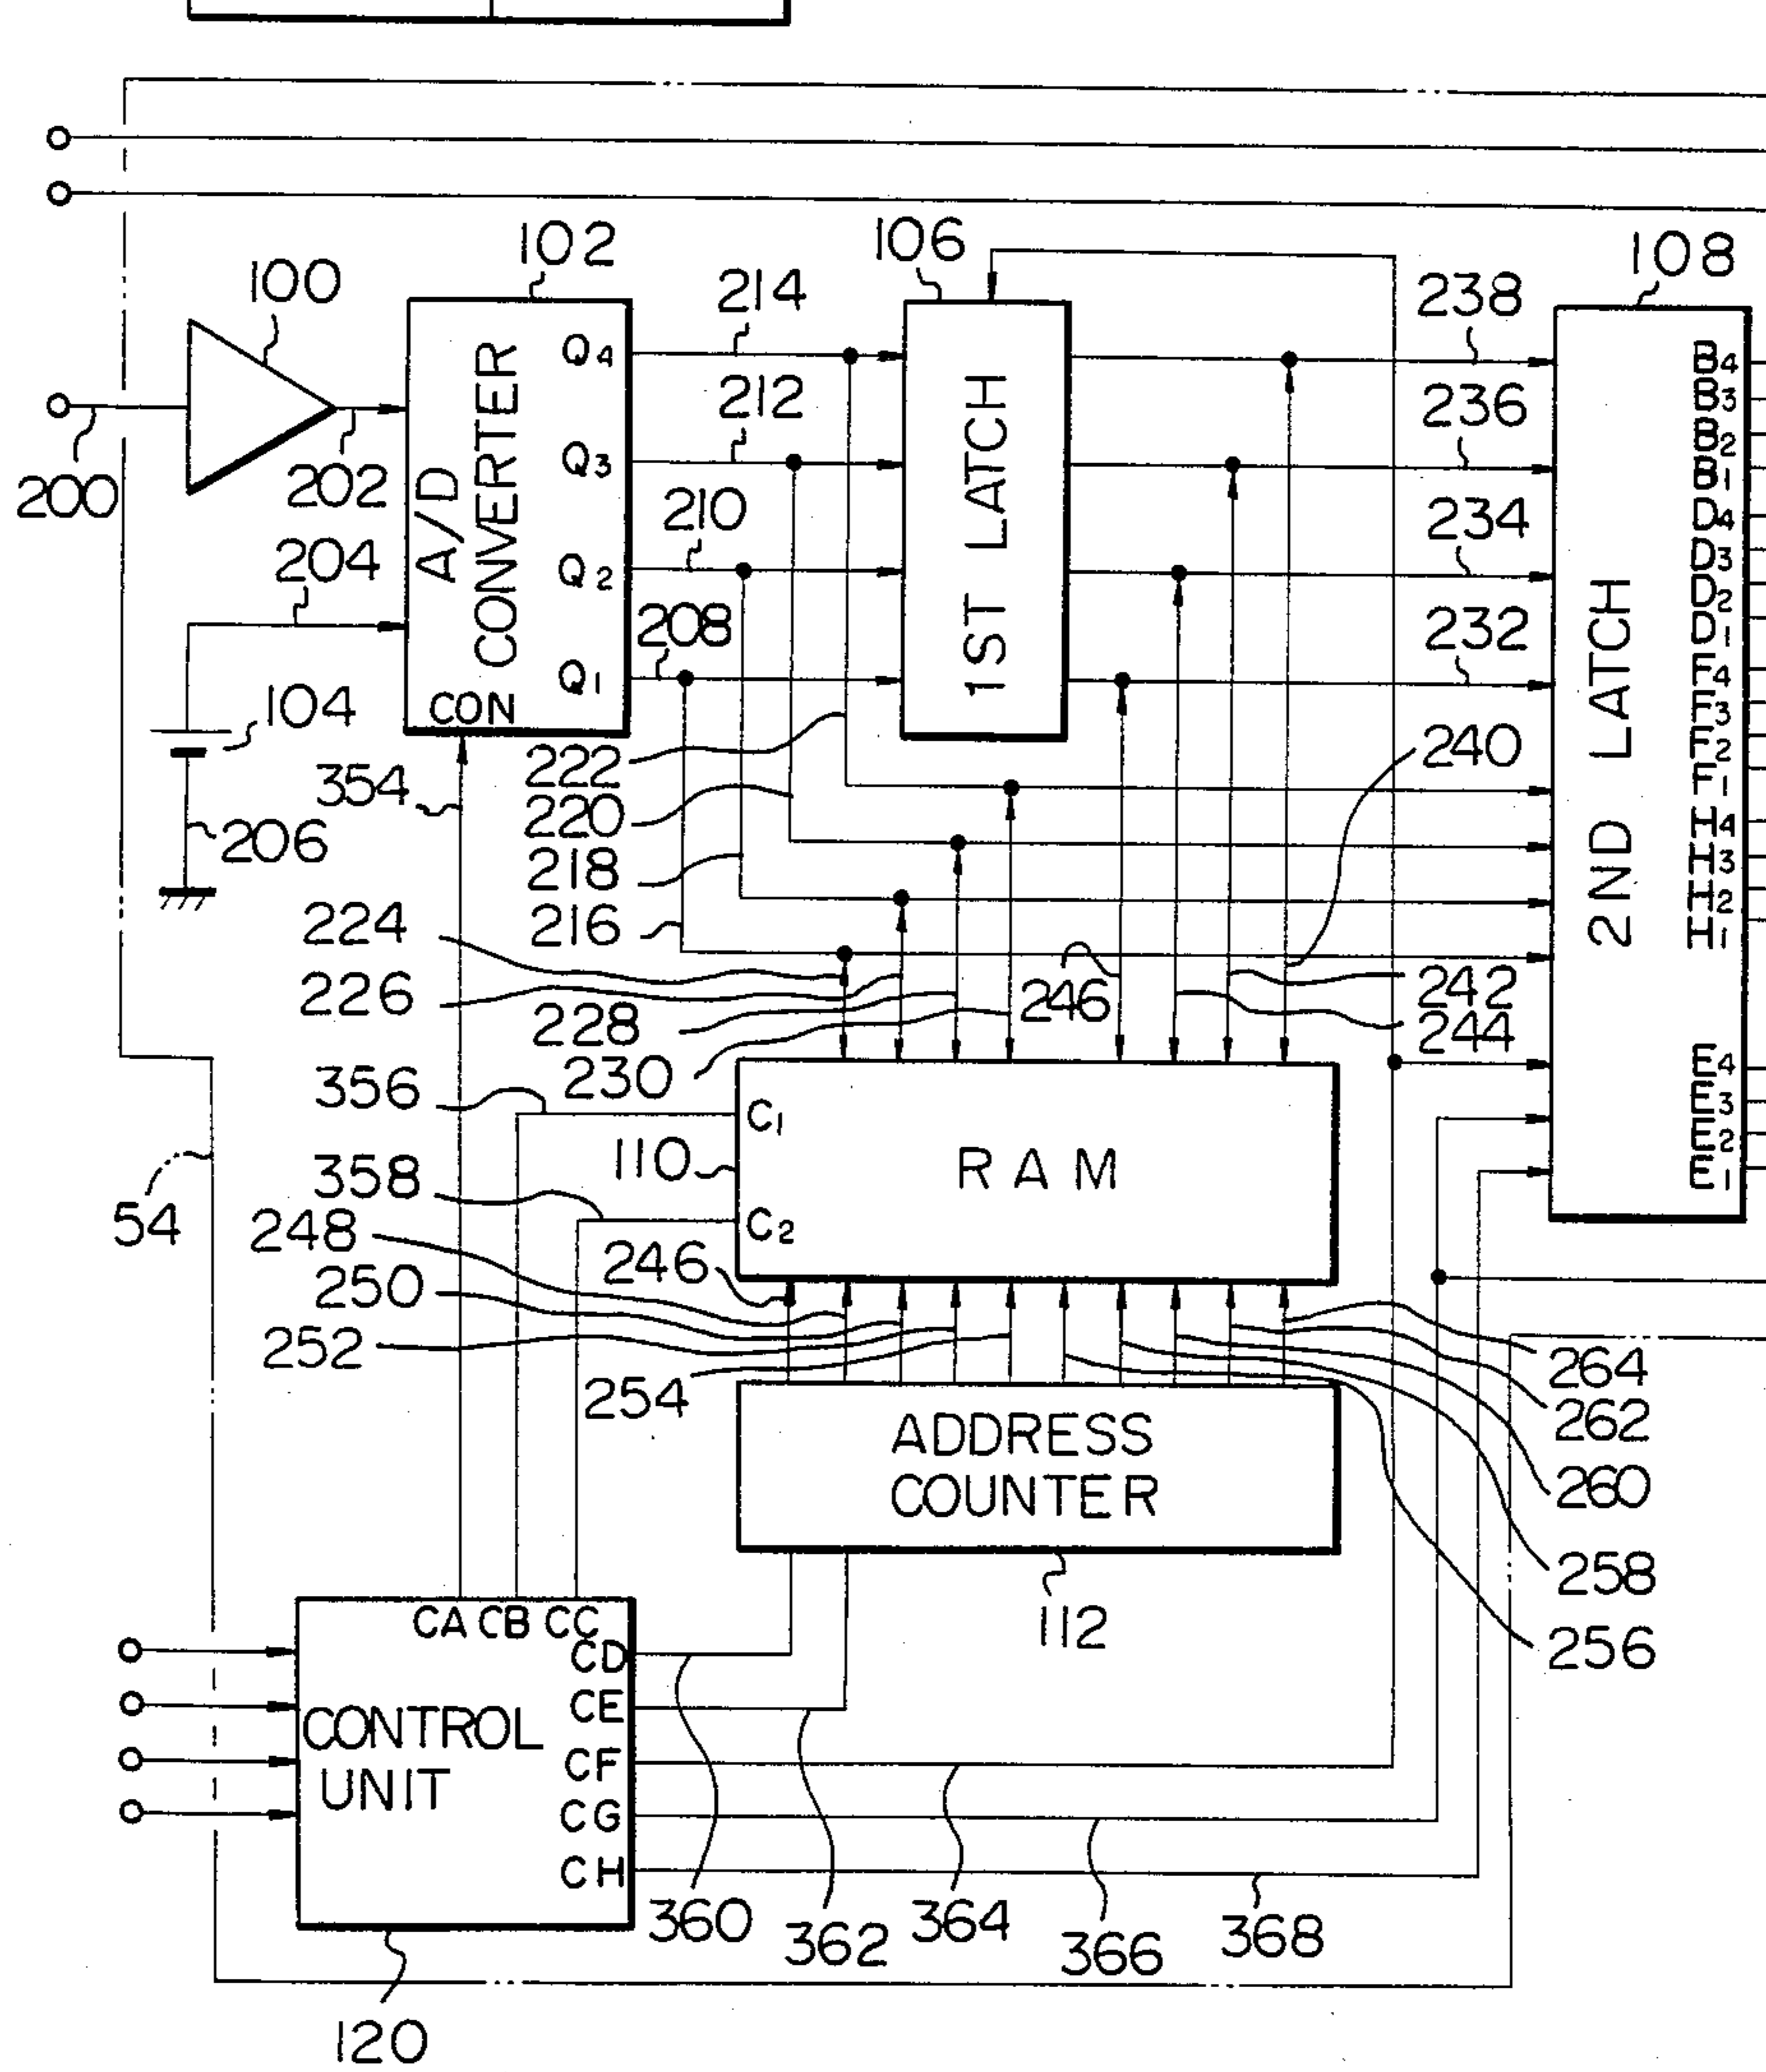 102
106
108
100
214
238
Q4
B4
212
B3
236
B2
Q3
B1
A/D
CONVERTER
1ST LATCH
2ND LATCH
200
202
210
D4
234
D3
204
Q2
D2
208
232
D1
Q1
F4
CON
F3
104
222
240
F2
354
220
F1
206
218
H4
H3
224
216
H2
H1
226
228
246
242
244
230
356
C1
E4
110
RAM
E3
358
E2
54
248
C2
E1
246
250
252
254
264
ADDRESS
COUNTER
262
260
258
112
256
CA CB CC
CD
CE
CONTROL
UNIT
CF
CG
CH
360
362
364
366
368
120